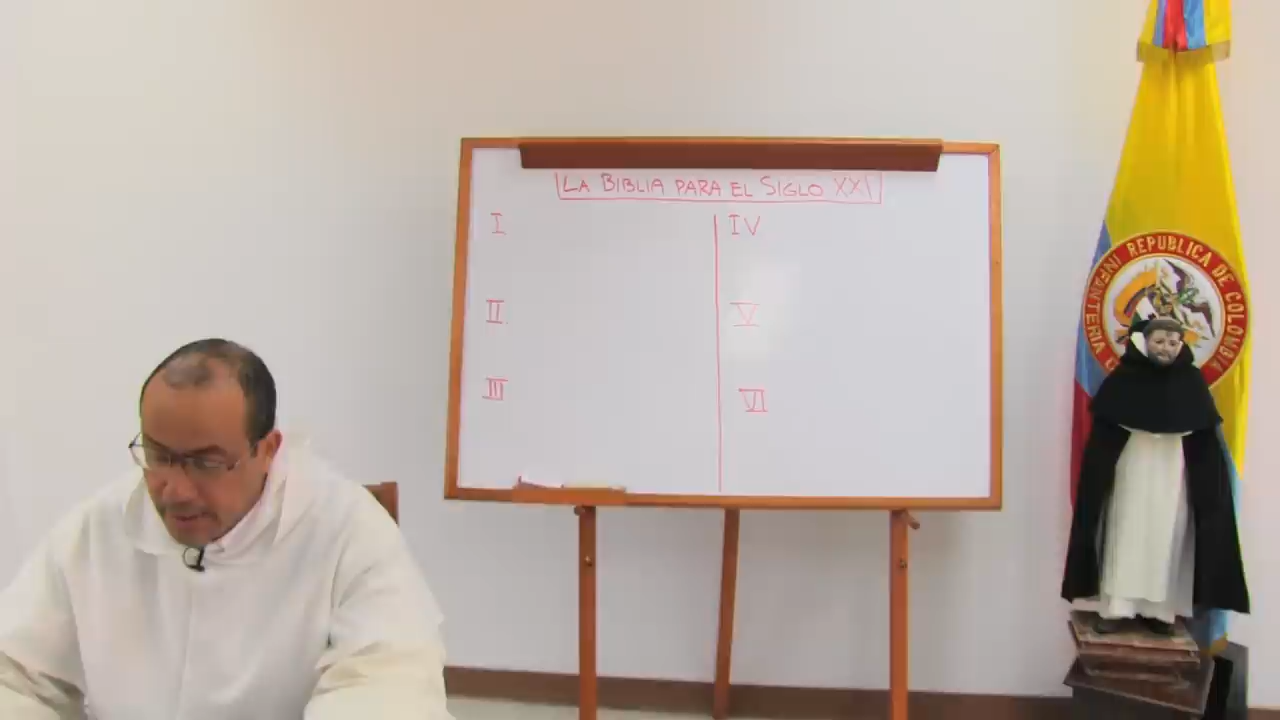 LA BIBLIA PARA EL SIGLO XXI
I
II
III
IV
V
VI
REPUBLICA DE COLOMBIA
INFANTERIA